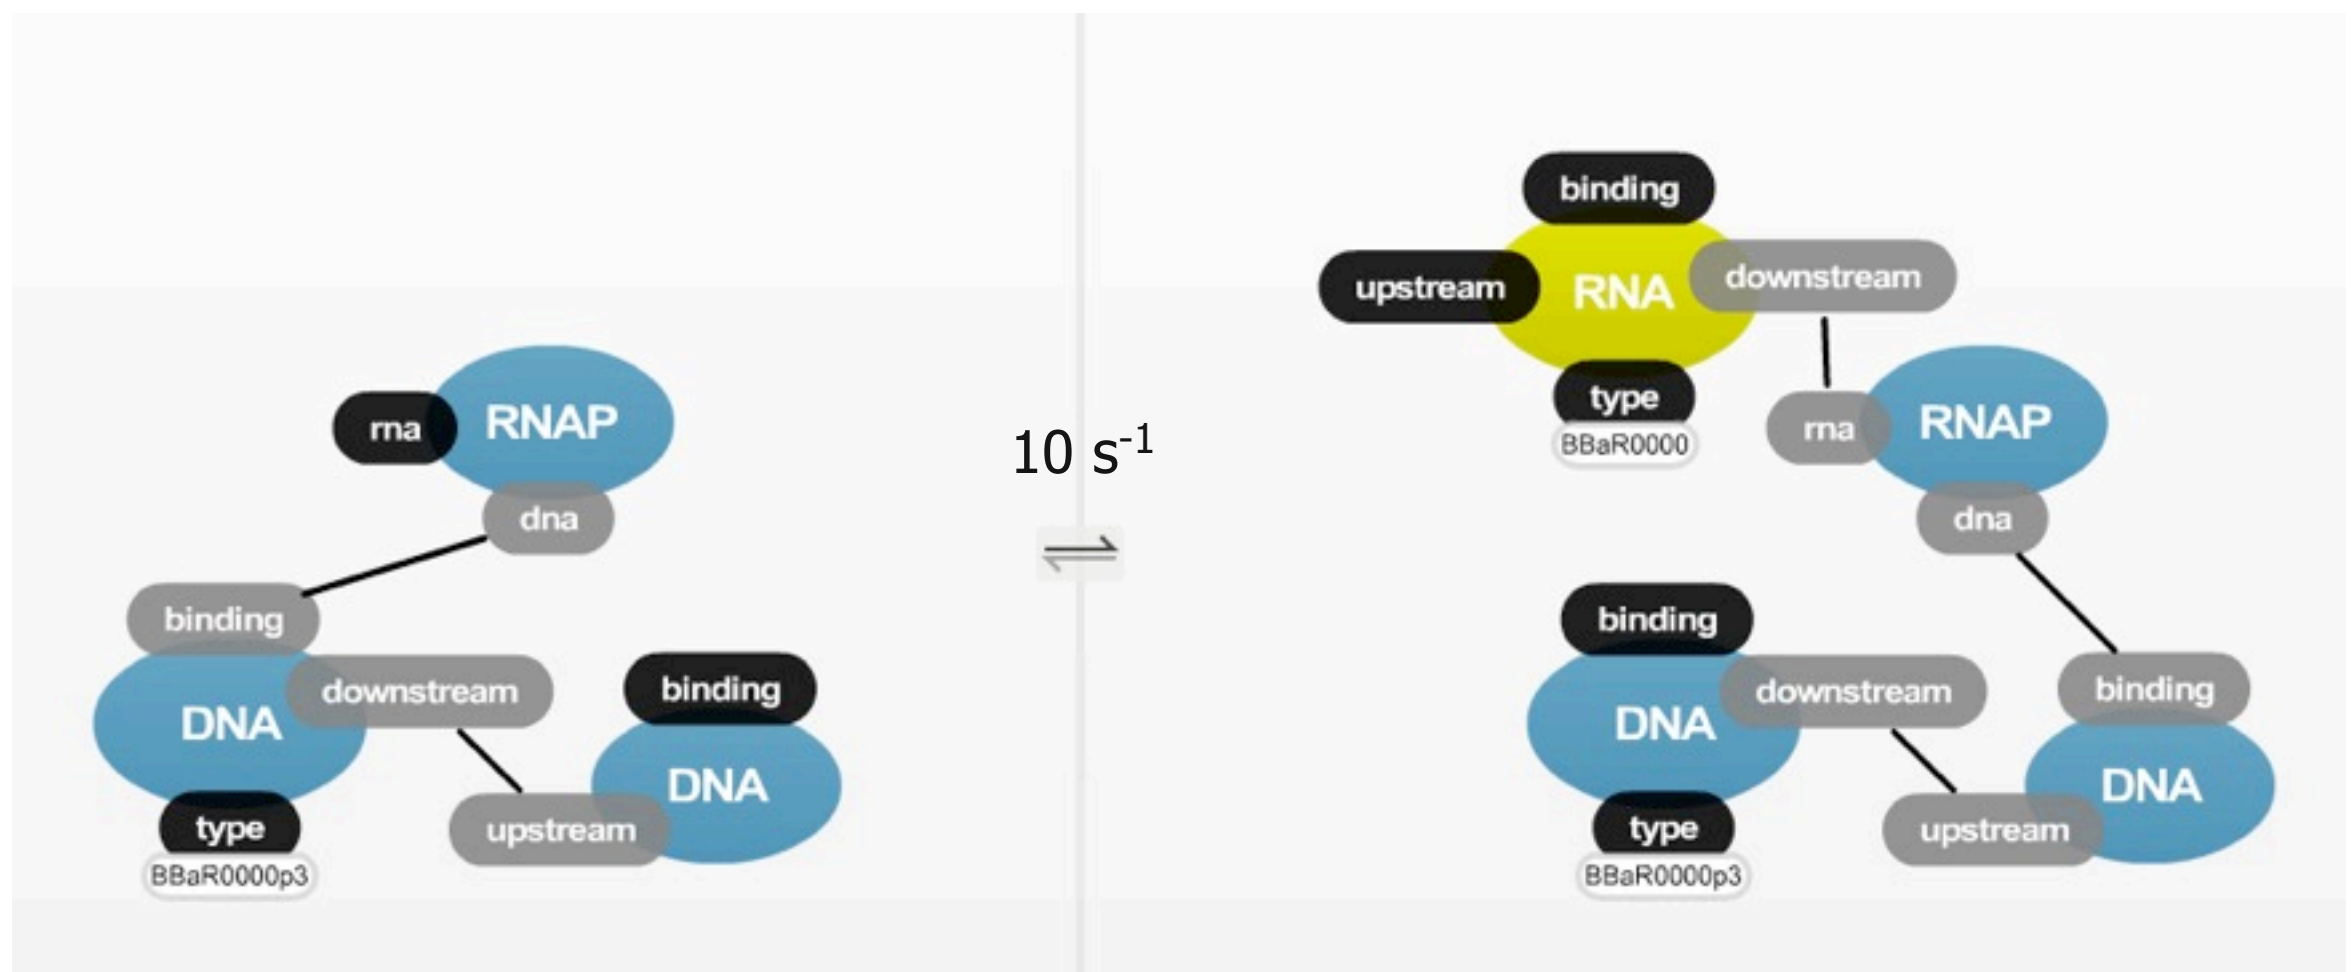 rna
RNAP
dna
binding
DNA
downstream
type
BBaR0000p3
binding
DNA
upstream
10 s⁻¹
binding
upstream
RNA
downstream
type
BBaR0000
rna
RNAP
dna
binding
DNA
downstream
type
BBaR0000p3
binding
DNA
upstream